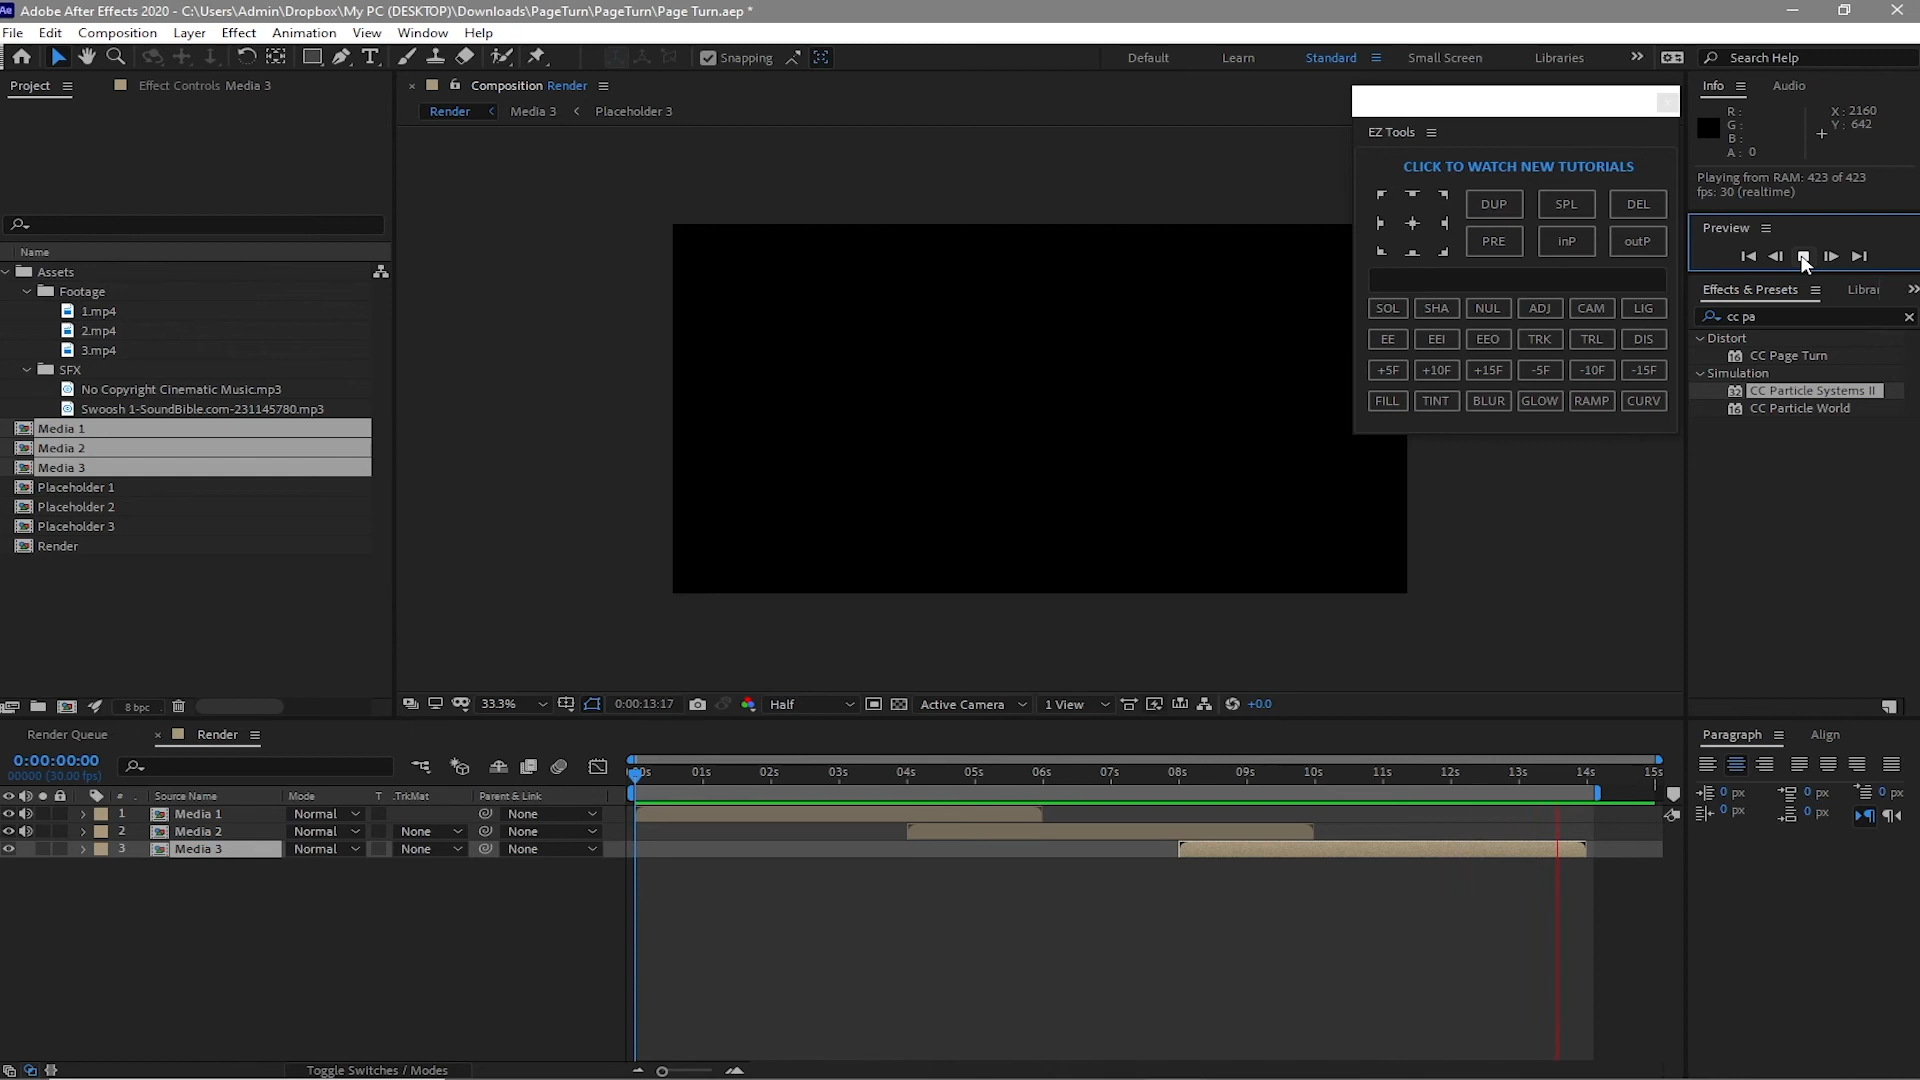 Ae Adobe After Effects 2020 - C:\Users\Admin\Dropbox\My PC (DESKTOP)\Downloads\PageTurn\PageTurn\Page Turn.aep *
File Edit Composition Layer Effect Animation View Window Help
Snapping Default Learn Standard Small Screen Libraries Search Help
Project Effect Controls Media 3 Composition Render Info Audio
Render Media 3 Placeholder 3
R: X: 2160
G: Y: 642
B:
A: 0
Playing from RAM: 423 of 423
fps: 30 (realtime)
EZ Tools
CLICK TO WATCH NEW TUTORIALS
DUP SPL DEL
PRE inP outP
SOL SHA NUL ADJ CAM LIG
EE EEI EEO TRK TRL DIS
+5F +10F +15F -5F -10F -15F
FILL TINT BLUR GLOW RAMP CURV
Preview
Effects & Presets Librar
cc pa
Distort
CC Page Turn
Simulation
CC Particle Systems II
CC Particle World
Name
Assets
Footage
1.mp4
2.mp4
3.mp4
SFX
No Copyright Cinematic Music.mp3
Swoosh 1-SoundBible.com-231145780.mp3
Media 1
Media 2
Media 3
Placeholder 1
Placeholder 2
Placeholder 3
Render
8 bpc 33.3% 0:00:13:17 Half Active Camera 1 View +0.0
Render Queue Render Paragraph Align
0:00:00:00
00000 (30.00 fps)
01s 02s 03s 04s 05s 06s 07s 08s 09s 10s 11s 12s 13s 14s 15s
# Source Name Mode T .TrkMat Parent & Link
1 Media 1 Normal None
2 Media 2 Normal None None
3 Media 3 Normal None None
0 px 0 px 0 px
0 px 0 px
Toggle Switches / Modes